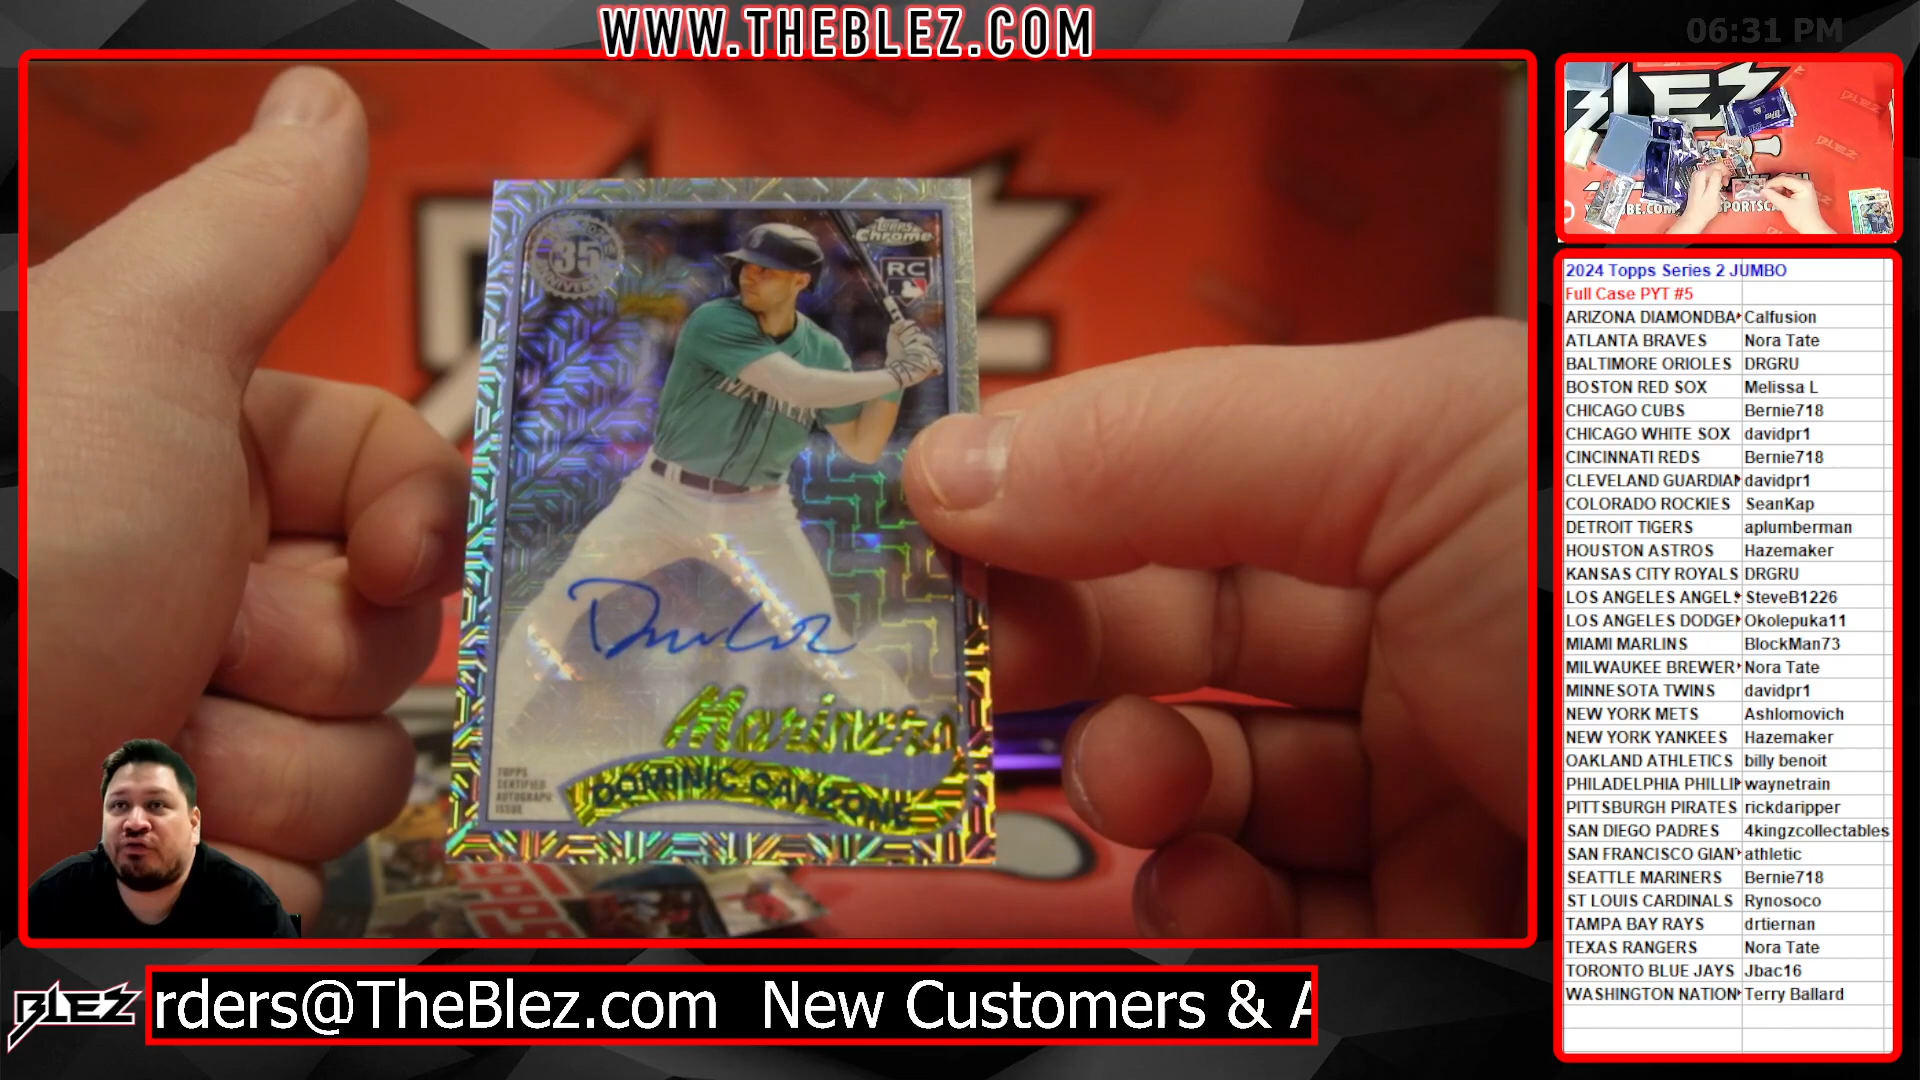 WWW.THEBLEZ.COM
06:31 PM
35
Topps
Chrome
RC
MARINERS
Mariners
DOMINIC CANZONE
TOPPS
CERTIFIED
AUTOGRAPH
ISSUE
BLEZ
rders@TheBlez.com New Customers & A
BLEZ
BLEZ
BLEZ
2024 Topps Series 2 JUMBO
Full Case PYT #5
ARIZONA DIAMONDBA Calfusion
ATLANTA BRAVES Nora Tate
BALTIMORE ORIOLES DRGRU
BOSTON RED SOX Melissa L
CHICAGO CUBS Bernie718
CHICAGO WHITE SOX davidpr1
CINCINNATI REDS Bernie718
CLEVELAND GUARDIAN davidpr1
COLORADO ROCKIES SeanKap
DETROIT TIGERS aplumberman
HOUSTON ASTROS Hazemaker
KANSAS CITY ROYALS DRGRU
LOS ANGELES ANGELS SteveB1226
LOS ANGELES DODGE Okolepuka11
MIAMI MARLINS BlockMan73
MILWAUKEE BREWER Nora Tate
MINNESOTA TWINS davidpr1
NEW YORK METS Ashlomovich
NEW YORK YANKEES Hazemaker
OAKLAND ATHLETICS billy benoit
PHILADELPHIA PHILLI waynetrain
PITTSBURGH PIRATES rickdaripper
SAN DIEGO PADRES 4kingzcollectables
SAN FRANCISCO GIAN athletic
SEATTLE MARINERS Bernie718
ST LOUIS CARDINALS Rynosoco
TAMPA BAY RAYS drtiernan
TEXAS RANGERS Nora Tate
TORONTO BLUE JAYS Jbac16
WASHINGTON NATION Terry Ballard